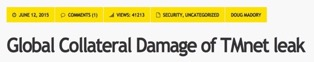 JUNE 12, 2015 COMMENTS (1) VIEWS: 41213 SECURITY, UNCATEGORIZED DOUG MADORY
Global Collateral Damage of TMnet leak